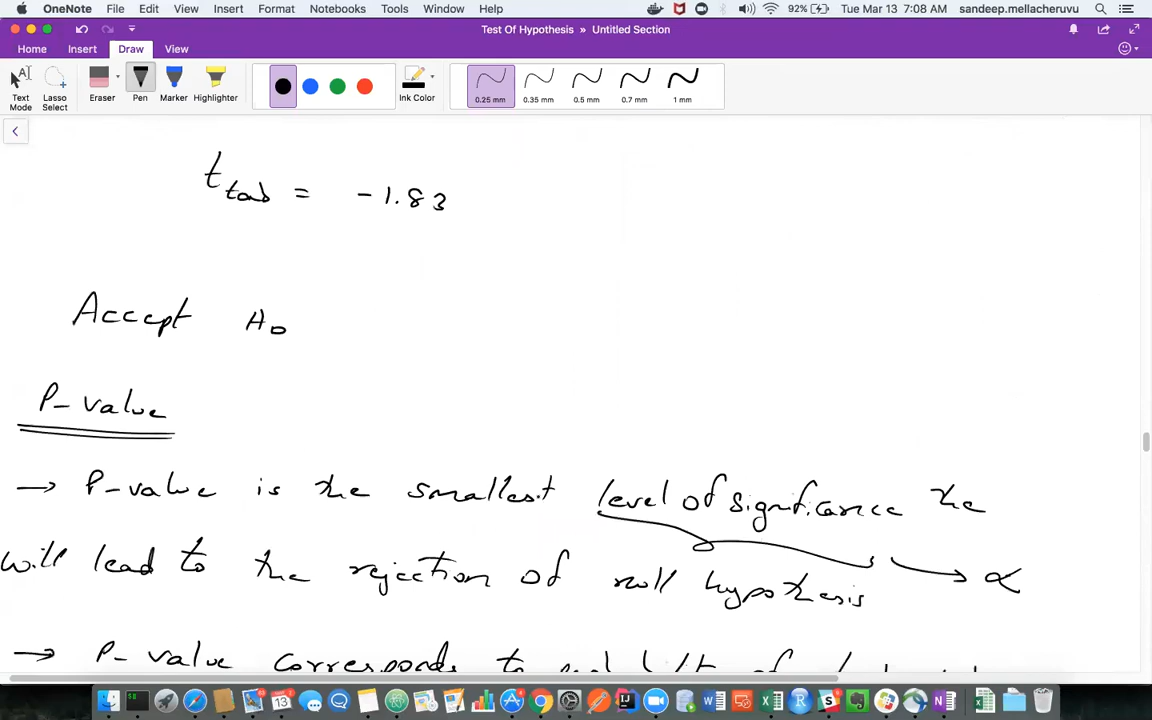 OneNote File Edit View Insert Format Notebooks Tools Window Help 92% Tue Mar 13 7:08 AM sandeep.mellacheruvu
Test Of Hypothesis » Untitled Section
Home Insert Draw View
Text Mode Lasso Select Eraser Pen Marker Highlighter Ink Color 0.25 mm 0.35 mm 0.5 mm 0.7 mm 1 mm
t tab = -1.83
Accept H0
P-value
→ P-value is the smallest level of significance the
will lead to the rejection of null hypothesis → α
→ P-value corresponds to